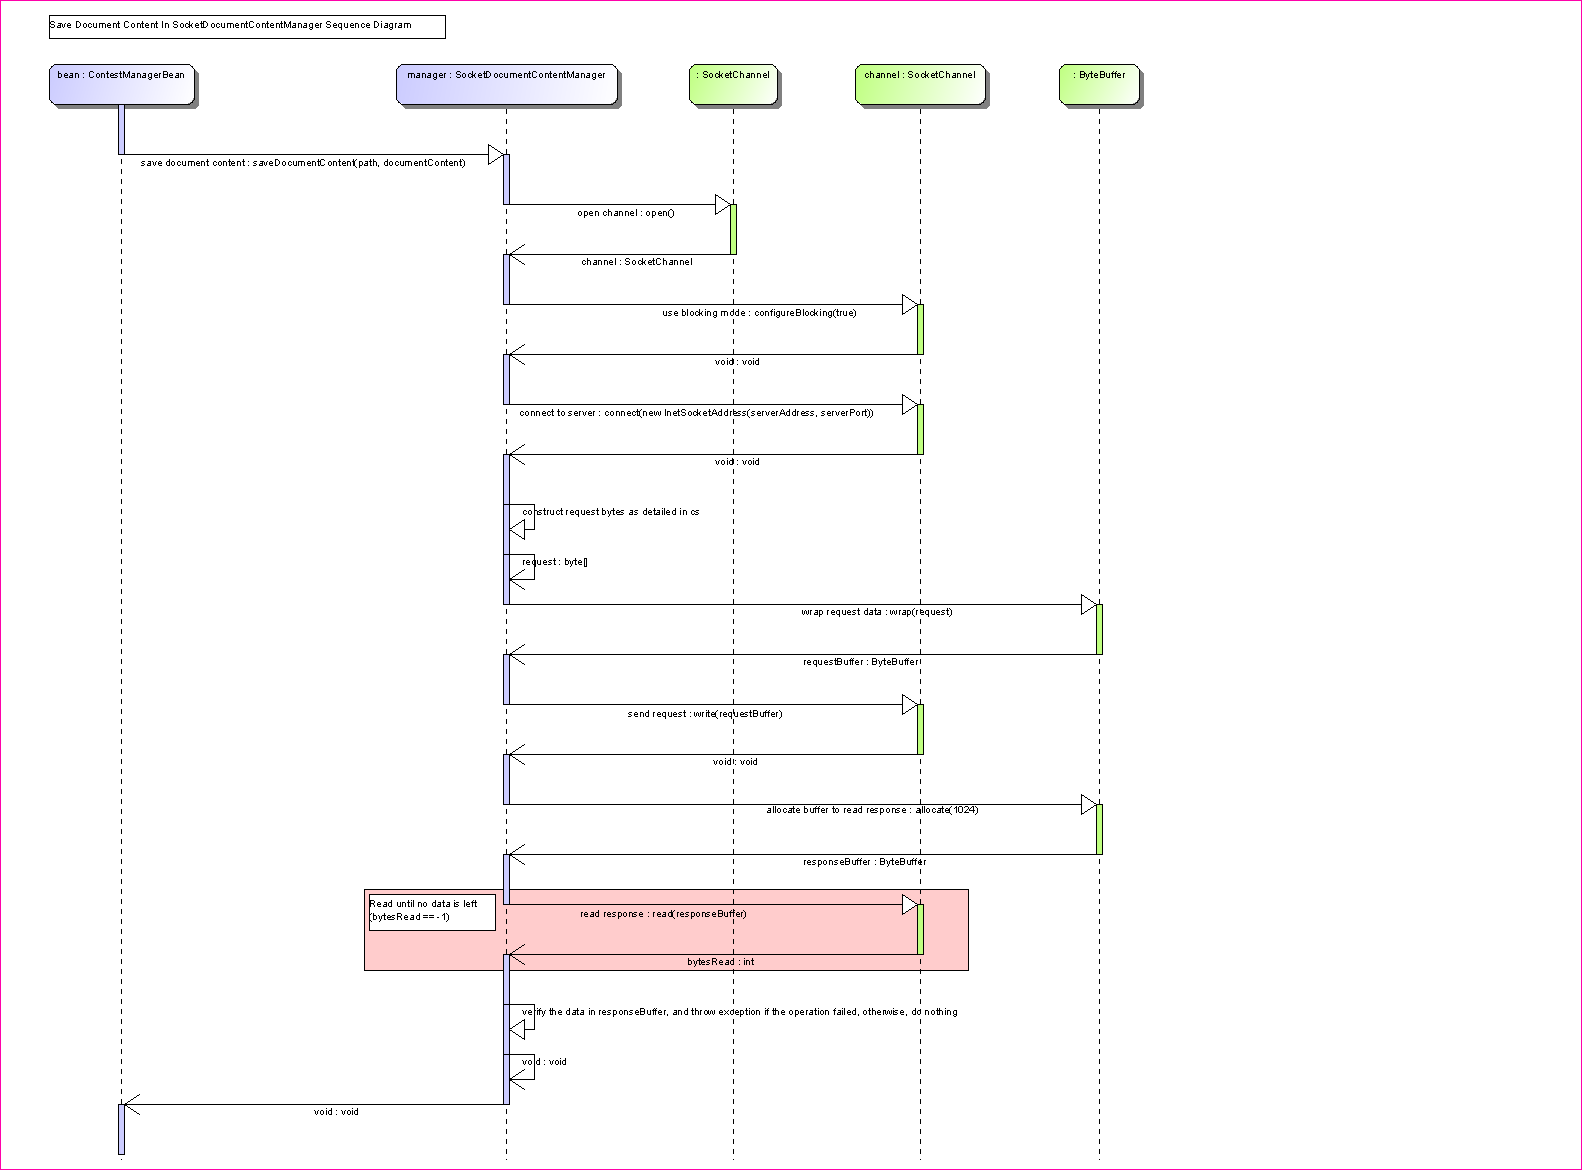 Save Document Content In SocketDocumentContentManager Sequence Diagram
bean : ContestManagerBean
manager : SocketDocumentContentManager
: SocketChannel
channel : SocketChannel
: ByteBuffer
save document content : saveDocumentContent(path, documentContent)
open channel : open()
channel : SocketChannel
use blocking mode : configureBlocking(true)
void : void
connect to server : connect(new InetSocketAddress(serverAddress, serverPort))
void : void
construct request bytes as detailed in cs
request : byte[]
wrap request data : wrap(request)
requestBuffer : ByteBuffer
send request : write(requestBuffer)
void : void
allocate buffer to read response : allocate(1024)
responseBuffer : ByteBuffer
Read until no data is left
(bytesRead == -1)
read response : read(responseBuffer)
bytesRead : int
verify the data in responseBuffer, and throw exception if the operation failed, otherwise, do nothing
void : void
void : void